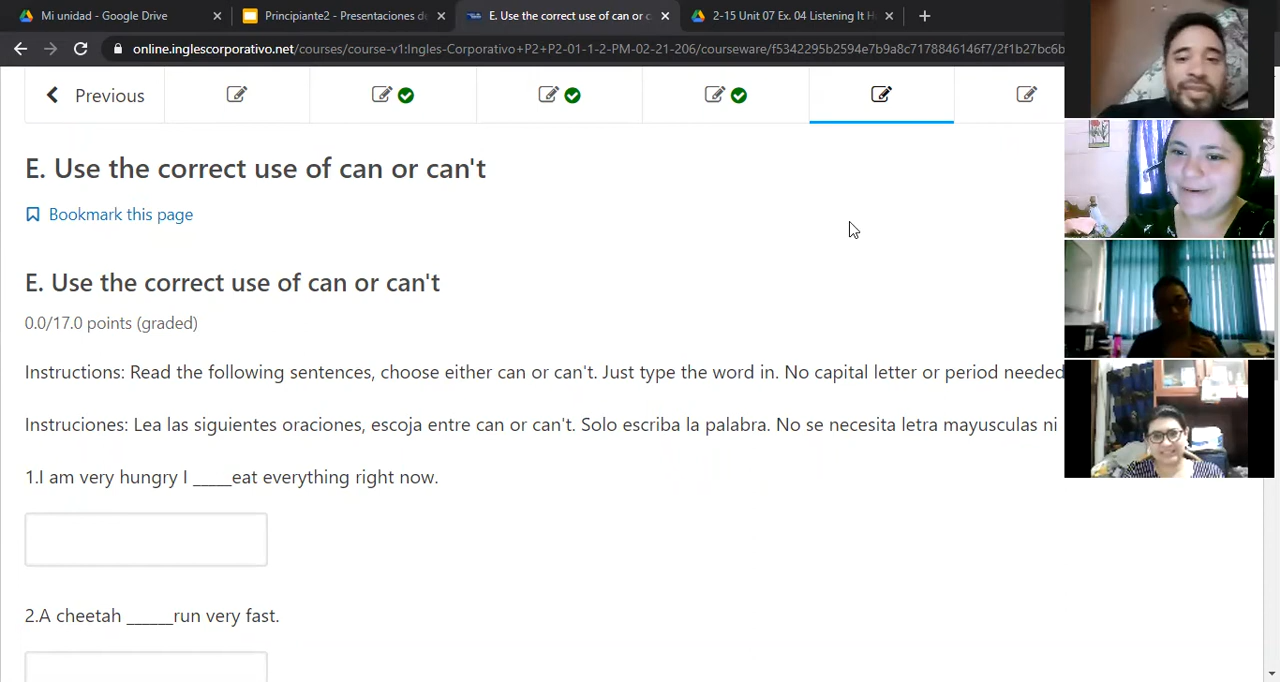 Mi unidad - Google Drive
Principiante2 - Presentaciones d
E. Use the correct use of can or c
2-15 Unit 07 Ex. 04 Listening It H
online.inglescorporativo.net/courses/course-v1:Ingles-Corporativo+P2+P2-01-1-2-PM-02-21-206/courseware/f5342295b2594e7b9a8c7178846146f7/2f1b27bc6b
Previous
E. Use the correct use of can or can't
Bookmark this page
E. Use the correct use of can or can't
0.0/17.0 points (graded)
Instructions: Read the following sentences, choose either can or can't. Just type the word in. No capital letter or period needed
Instruciones: Lea las siguientes oraciones, escoja entre can or can't. Solo escriba la palabra. No se necesita letra mayusculas ni
1.I am very hungry I _____eat everything right now.
2.A cheetah ______run very fast.